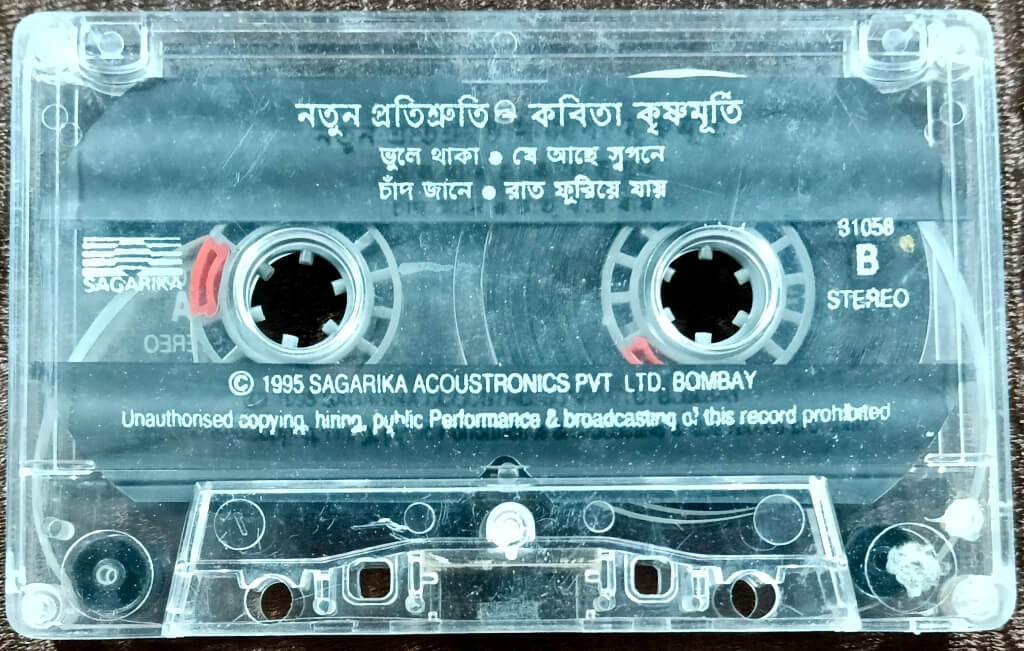 নতুন প্রতিশ্রুতি ● কবিতা কৃষ্ণমূর্তি
ভুলে থাকা ● যে আছে স্বপনে
চাঁদ জানে ● রাত ফুরিয়ে যায়
SAGARIKA
31058
B
STEREO
© 1995 SAGARIKA ACOUSTRONICS PVT LTD. BOMBAY
Unauthorised copying, hiring, public Performance & broadcasting of this record prohibited